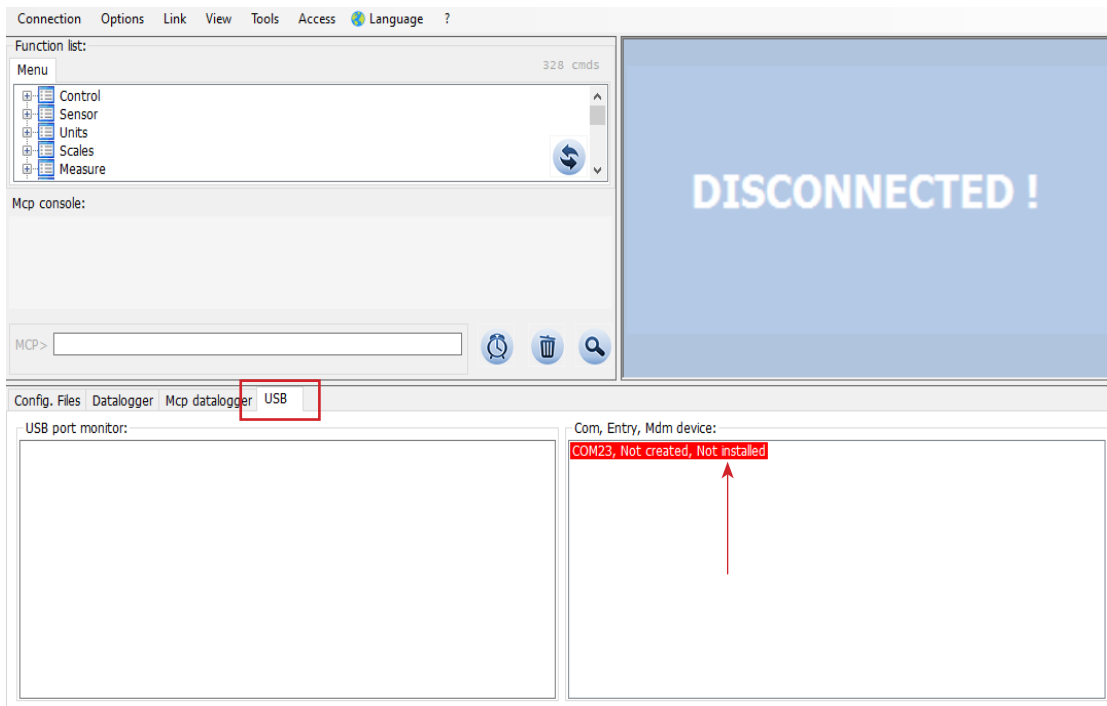 Connection Options Link View Tools Access Language ?
Function list:
Menu
328 cmds
Control
Sensor
Units
Scales
Measure
Mcp console:
MCP>
DISCONNECTED !
Config. Files Datalogger Mcp datalogger USB
USB port monitor:
Com, Entry, Mdm device:
COM23, Not created, Not installed